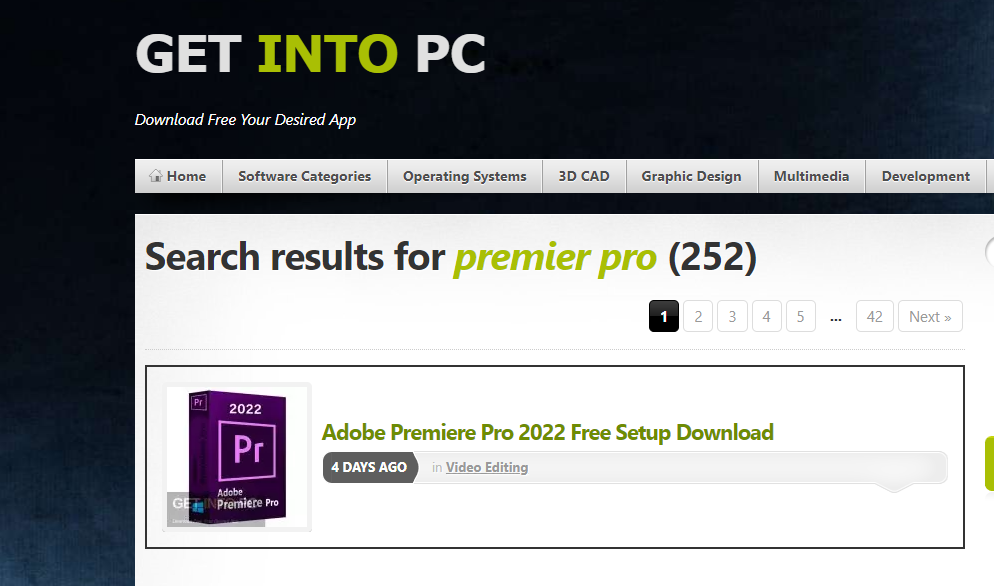 GET INTO PC
Download Free Your Desired App
Home Software Categories Operating Systems 3D CAD Graphic Design Multimedia Development
Search results for premier pro (252)
1 2 3 4 5 ... 42 Next »
Pr
2022
Pr
Adobe
Premiere Pro
GET INTO PC
Adobe Premiere Pro 2022 Free Setup Download
4 DAYS AGO in Video Editing